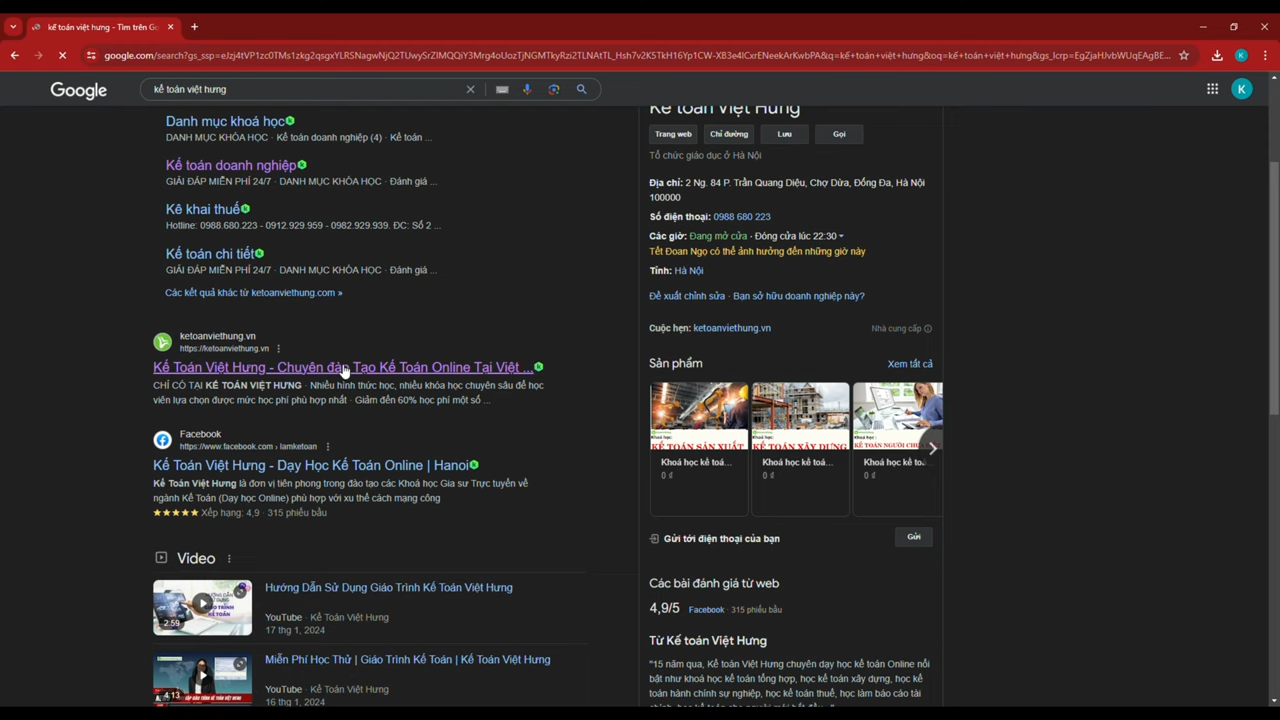 kế toán việt hưng - Tìm trên Go
google.com/search?gs_ssp=
Google
kế toán việt hưng
K
Danh mục khoá học
DANH MỤC KHÓA HỌC · Kế toán doanh nghiệp (4) · Kế toán ...
Kế toán doanh nghiệp
GIẢI ĐÁP MIỄN PHÍ 24/7 · DANH MỤC KHÓA HỌC · Đánh giá ...
Kê khai thuế
Hotline: 0988.680.223 - 0912.929.959 - 0982.929.939. ĐC: Số 2 ...
Kế toán chi tiết
GIẢI ĐÁP MIỄN PHÍ 24/7 · DANH MỤC KHÓA HỌC · Đánh giá ...
Các kết quả khác từ ketoanviethung.com »
ketoanviethung.vn
https://ketoanviethung.vn
Kế Toán Việt Hưng - Chuyên đào Tạo Kế Toán Online Tại Việt ...
CHỈ CÓ TẠI KẾ TOÁN VIỆT HƯNG · Nhiều hình thức học, nhiều khóa học chuyên sâu để học
viên lựa chọn được mức học phí phù hợp nhất · Giảm đến 60% học phí một số ...
Facebook
https://www.facebook.com › lamketoan
Kế Toán Việt Hưng - Dạy Học Kế Toán Online | Hanoi
Kế Toán Việt Hưng là đơn vị tiên phong trong đào tạo các Khoá học Gia sư Trực tuyến về
ngành Kế Toán (Dạy học Online) phù hợp với xu thế cách mạng công
Xếp hạng: 4,9 · 315 phiếu bầu
Video
2:59
Hướng Dẫn Sử Dụng Giáo Trình Kế Toán Việt Hưng
YouTube · Kế Toán Việt Hưng
17 thg 1, 2024
4:13
Miễn Phí Học Thử | Giáo Trình Kế Toán | Kế Toán Việt Hưng
YouTube · Kế Toán Việt Hưng
16 thg 1, 2024
Kế toán Việt Hưng
Trang web
Chỉ đường
Lưu
Gọi
Tổ chức giáo dục ở Hà Nội
Địa chỉ: 2 Ng. 84 P. Trần Quang Diệu, Chợ Dừa, Đống Đa, Hà Nội
100000
Số điện thoại: 0988 680 223
Các giờ: Đang mở cửa · Đóng cửa lúc 22:30
Tết Đoan Ngọ có thể ảnh hưởng đến những giờ này
Tỉnh: Hà Nội
Đề xuất chỉnh sửa · Bạn sở hữu doanh nghiệp này?
Cuộc hẹn: ketoanviethung.vn
Nhà cung cấp
Sản phẩm
Xem tất cả
Khoá học:
KẾ TOÁN SẢN XUẤT
Khoá học kế toá...
0 ₫
Khoá học:
KẾ TOÁN XÂY DỰNG
Khoá học kế toá...
0 ₫
Khoá học:
KẾ TOÁN NGƯỜI
Khoá học kế to
0 ₫
Gửi tới điện thoại của bạn
Gửi
Các bài đánh giá từ web
4,9/5 Facebook · 315 phiếu bầu
Từ Kế toán Việt Hưng
"15 năm qua, Kế toán Việt Hưng chuyên dạy học kế toán Online nổi
bật như khoá học kế toán tổng hợp, học kế toán xây dựng, học kế
toán hành chính sự nghiệp, học kế toán thuế, học làm báo cáo tài